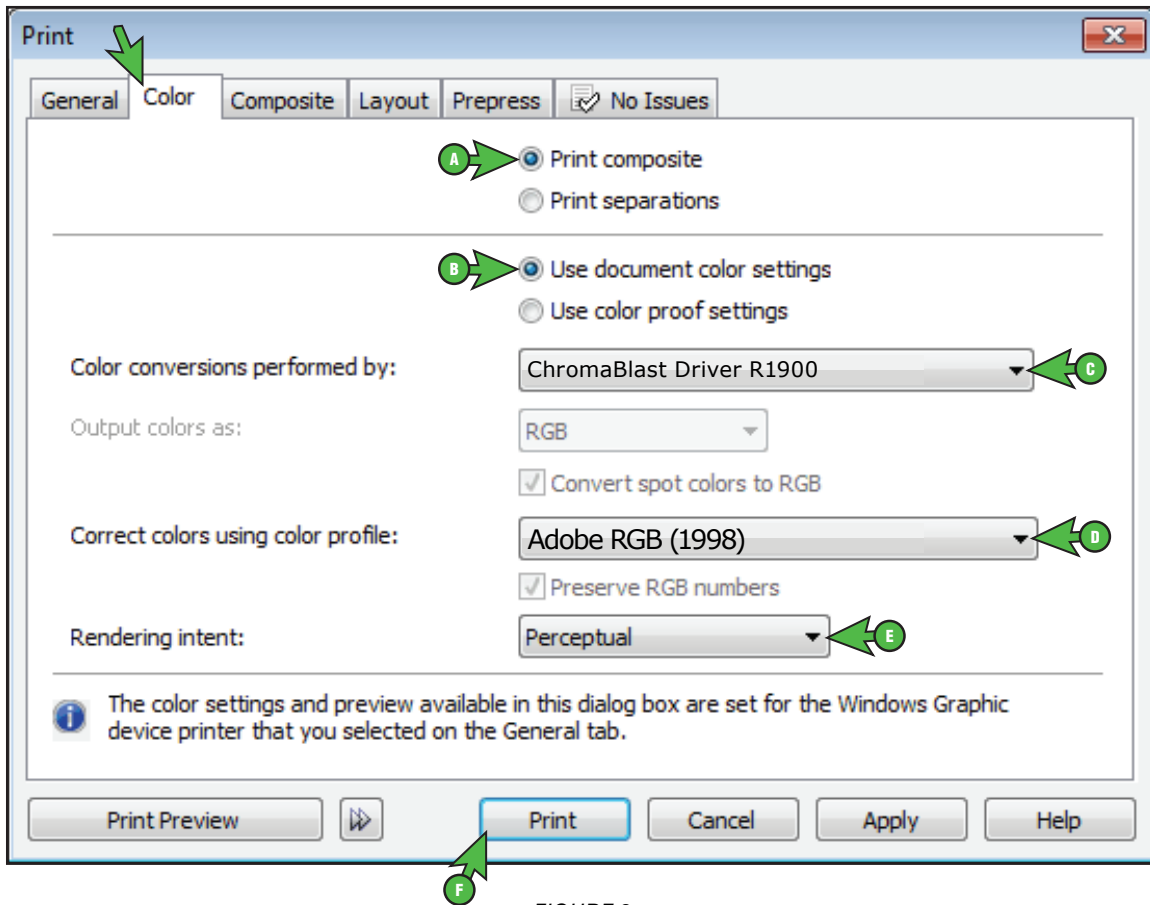 Print
General Color Composite Layout Prepress No Issues
A Print composite
Print separations
B Use document color settings
Use color proof settings
Color conversions performed by: ChromaBlast Driver R1900 C
Output colors as: RGB
Convert spot colors to RGB
Correct colors using color profile: Adobe RGB (1998) D
Preserve RGB numbers
Rendering intent: Perceptual E
The color settings and preview available in this dialog box are set for the Windows Graphic
device printer that you selected on the General tab.
Print Preview Print Cancel Apply Help
F